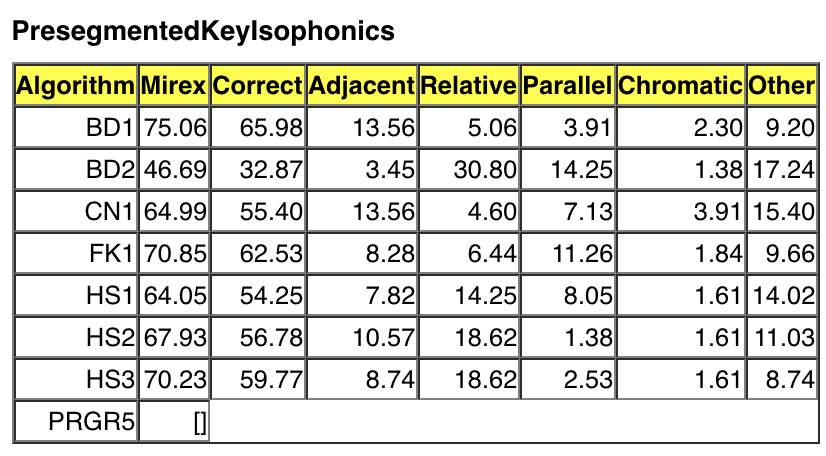 PresegmentedKeyIsophonics
Algorithm Mirex Correct Adjacent Relative Parallel Chromatic Other
BD1 75.06 65.98 13.56 5.06 3.91 2.30 9.20
BD2 46.69 32.87 3.45 30.80 14.25 1.38 17.24
CN1 64.99 55.40 13.56 4.60 7.13 3.91 15.40
FK1 70.85 62.53 8.28 6.44 11.26 1.84 9.66
HS1 64.05 54.25 7.82 14.25 8.05 1.61 14.02
HS2 67.93 56.78 10.57 18.62 1.38 1.61 11.03
HS3 70.23 59.77 8.74 18.62 2.53 1.61 8.74
PRGR5 []